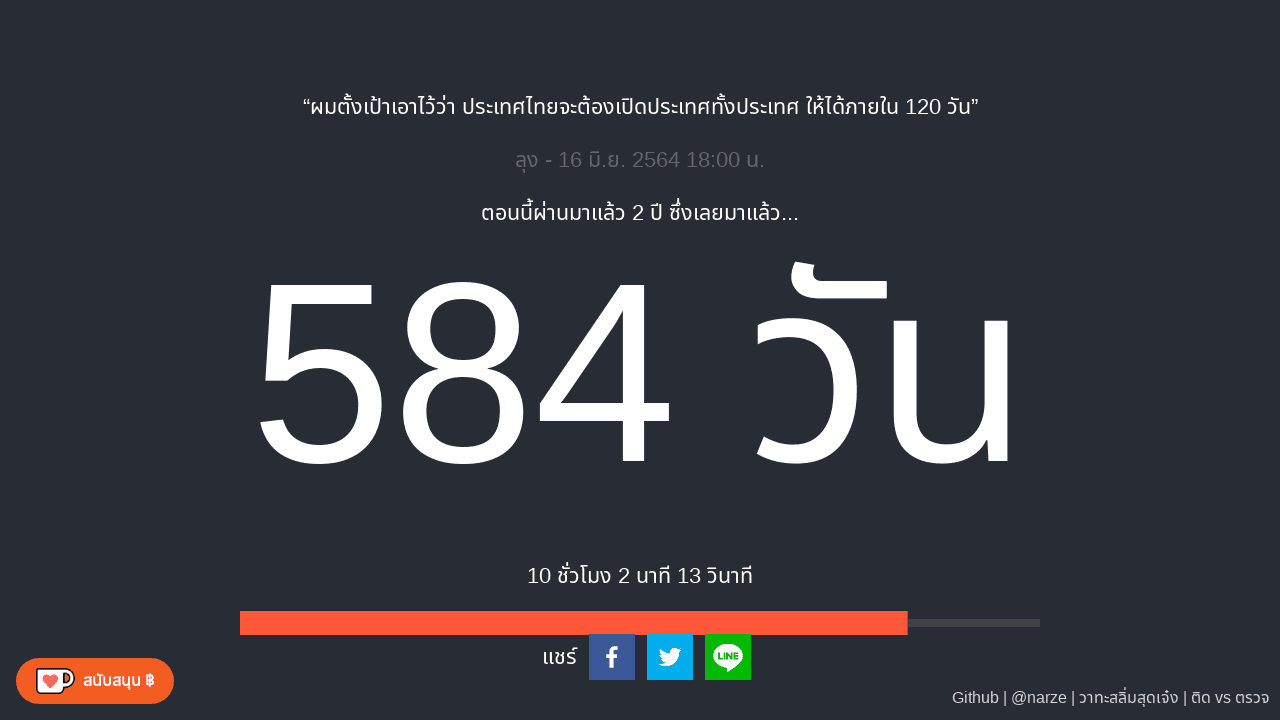 “ผมตั้งเป้าเอาไว้ว่า ประเทศไทยจะต้องเปิดประเทศทั้งประเทศ ให้ได้ภายใน 120 วัน”
ลุง - 16 มิ.ย. 2564 18:00 น.
ตอนนี้ผ่านมาแล้ว 2 ปี ซึ่งเลยมาแล้ว...
584 วัน
10 ชั่วโมง 2 นาที 13 วินาที
แชร์
LINE
สนับสนุน ฿
Github | @narze | วาทะสลิ่มสุดเจ๋ง | ติด vs ตรวจ